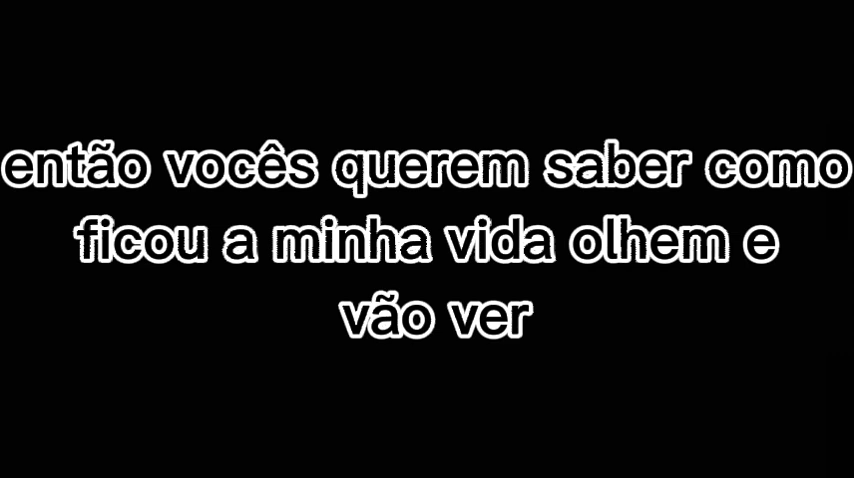 então vocês querem saber como
ficou a minha vida olhem e
vão ver